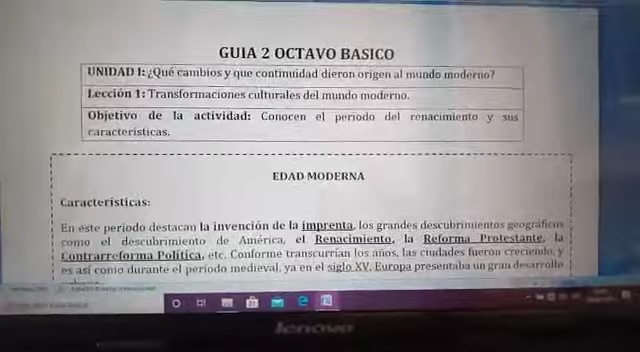 GUIA 2 OCTAVO BASICO
UNIDAD I: ¿Qué cambios y que continuidad dieron origen al mundo moderno?
Lección 1: Transformaciones culturales del mundo moderno.
Objetivo de la actividad: Conocen el periodo del renacimiento y sus
características.
EDAD MODERNA
Características:
En este período destacan la invención de la imprenta, los grandes descubrimientos geográficos
como el descubrimiento de América, el Renacimiento, la Reforma Protestante, la
Contrarreforma Política, etc. Conforme transcurrían los años, las ciudades fueron creciendo, y
es así como durante el período medieval, ya en el siglo XV, Europa presentaba un gran desarrollo
lenovo